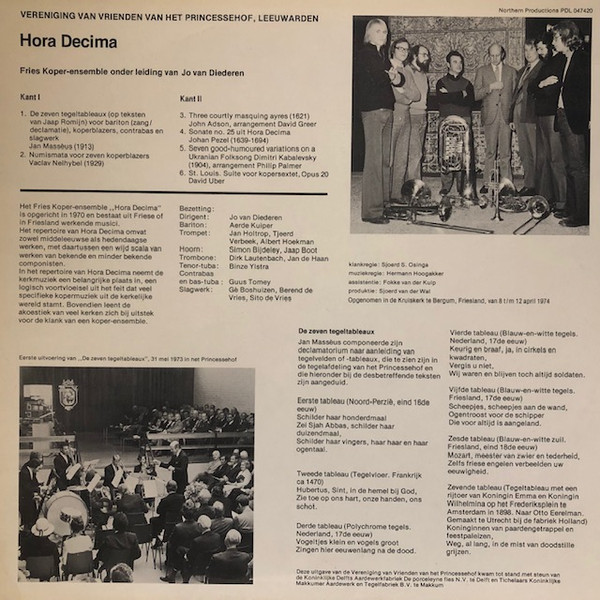 VERENIGING VAN VRIENDEN VAN HET PRINCESSEHOF, LEEUWARDEN
Northern Productions PDL 047420
Hora Decima
Fries Koper-ensemble onder leiding van Jo van Diederen
Kant I
1. De zeven tegeltableaux (op teksten
van Jaap Romijn) voor bariton (zang/
declamatie), koperblazers, contrabas en
slagwerk
Jan Masséus (1913)
2. Numismata voor zeven koperblazers
Vaclav Nelhybel (1929)
Kant II
3. Three courtly masquing ayres (1621)
John Adson, arrangement David Greer
4. Sonate no. 25 uit Hora Decima
Johan Pezel (1639-1694)
5. Seven good-humoured variations on a
Ukranian Folksong Dimitri Kabalevsky
(1904), arrangement Philip Palmer
6. St. Louis. Suite voor kopersextet, Opus 20
David Uber
Het Fries Koper-ensemble „Hora Decima”
is opgericht in 1970 en bestaat uit Friese of
in Friesland werkende musici.
Het repertoire van Hora Decima omvat
zowel middeleeuwse als hedendaagse
werken, met daartussen een wijd scala van
werken van bekende en minder bekende
componisten.
In het repertoire van Hora Decima neemt de
kerkmuziek een belangrijke plaats in, een
logisch voortvloeisel uit het feit dat veel
specifieke kopermuziek uit de kerkelijke
wereld stamt. Bovendien leent de
akoestiek van veel kerken zich bij uitstek
voor de klank van een koper-ensemble.
Bezetting:
Dirigent: Jo van Diederen
Bariton: Aerde Kuiper
Trompet: Jan Holtrop, Tjeerd
Verbeek, Albert Hoekman
Hoorn: Simon Bijdeley, Jaap Boot
Trombone: Dirk Lautenbach, Jan de Haan
Tenor-tuba: Binze Ylstra
Contrabas
en bas-tuba: Guus Tomey
Slagwerk: Gé Boshuizen, Berend de
Vries, Sito de Vries
klankregie: Sjoerd S. Osinga
muziekregie: Hermann Hoogakker
assistentie: Fokke van der Kuip
produktie: Sjoerd van der Wal
Opgenomen in de Kruiskerk te Bergum, Friesland, van 8 t/m 12 april 1974
Eerste uitvoering van „De zeven tegeltableaux”, 31 mei 1973 in het Princessehof
De zeven tegeltableaux
Jan Masséus componeerde zijn
declamatorium naar aanleiding van
tegelvelden of -tableaux, die te zien zijn in
de tegelafdeling van het Princessehof en
die hieronder bij de desbetreffende teksten
zijn aangeduid.
Eerste tableau (Noord-Perzië, eind 16de
eeuw)
Schilder haar honderdmaal
Zei Sjah Abbas, schilder haar
duizendmaal,
Schilder haar vingers, haar haar en haar
ogentaal.
Tweede tableau (Tegelvloer. Frankrijk
ca 1470)
Hubertus, Sint, in de hemel bij God,
Zie toe op ons hart, onze handen, ons
schot.
Derde tableau (Polychrome tegels.
Nederland, 17de eeuw)
Vogeltjes klein en vogels groot
Zingen hier eeuwenlang na de dood.
Vierde tableau (Blauw-en-witte tegels.
Nederland, 17de eeuw)
Keurig en braaf, ja, in cirkels en
kwadraten,
Vergis u niet,
Wij waren en blijven toch altijd soldaten.
Vijfde tableau (Blauw-en-witte tegels.
Friesland, 17de eeuw)
Scheepjes, scheepjes aan de wand,
Ogentroost voor de schipper
Die voor altijd is aangeland.
Zesde tableau (Blauw-en-witte zuil.
Friesland, eind 18de eeuw)
Mozart, meester van zwier en tederheid,
Zelfs friese engelen verbeelden uw
eeuwigheid.
Zevende tableau (Tegeltableau met een
rijtoer van Koningin Emma en Koningin
Wilhelmina op het Frederiksplein te
Amsterdam in 1898. Naar Otto Eerelman.
Gemaakt te Utrecht bij de fabriek Holland)
Koninginnen van paardengetrappel en
feestpaleizen,
Weg, al lang, in de mist van doodstille
grijzen.
Deze uitgave van de Vereniging van Vrienden van het Princessehof kwam tot stand met steun van
de Koninklijke Delfts Aardewerkfabriek De porceleyne fles N.V. te Delft en Tichelaars Koninklijke
Makkumer Aardewerk en Tegelfabriek B.V. te Makkum